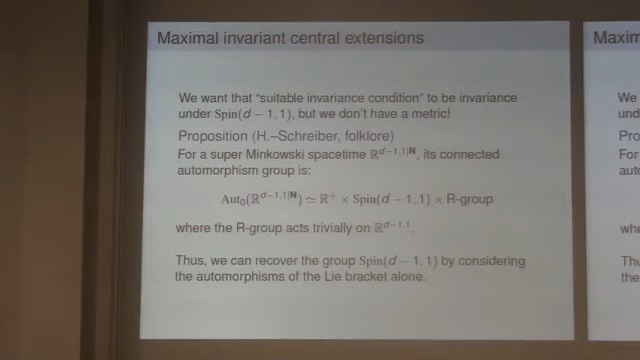 Maximal invariant central extensions
We want that “suitable invariance condition” to be invariance
under Spin(d − 1, 1), but we don't have a metric!
Proposition (H.–Schreiber, folklore)
For a super Minkowski spacetime ℝ^{d−1,1|N}, its connected
automorphism group is:
Aut₀(ℝ^{d−1,1|N}) ≃ ℝ⁺ × Spin(d − 1, 1) × R-group
where the R-group acts trivially on ℝ^{d−1,1}.
Thus, we can recover the group Spin(d − 1, 1) by considering
the automorphisms of the Lie bracket alone.
Maxim
We
und
Pro
For
aut
whe
Thu
the